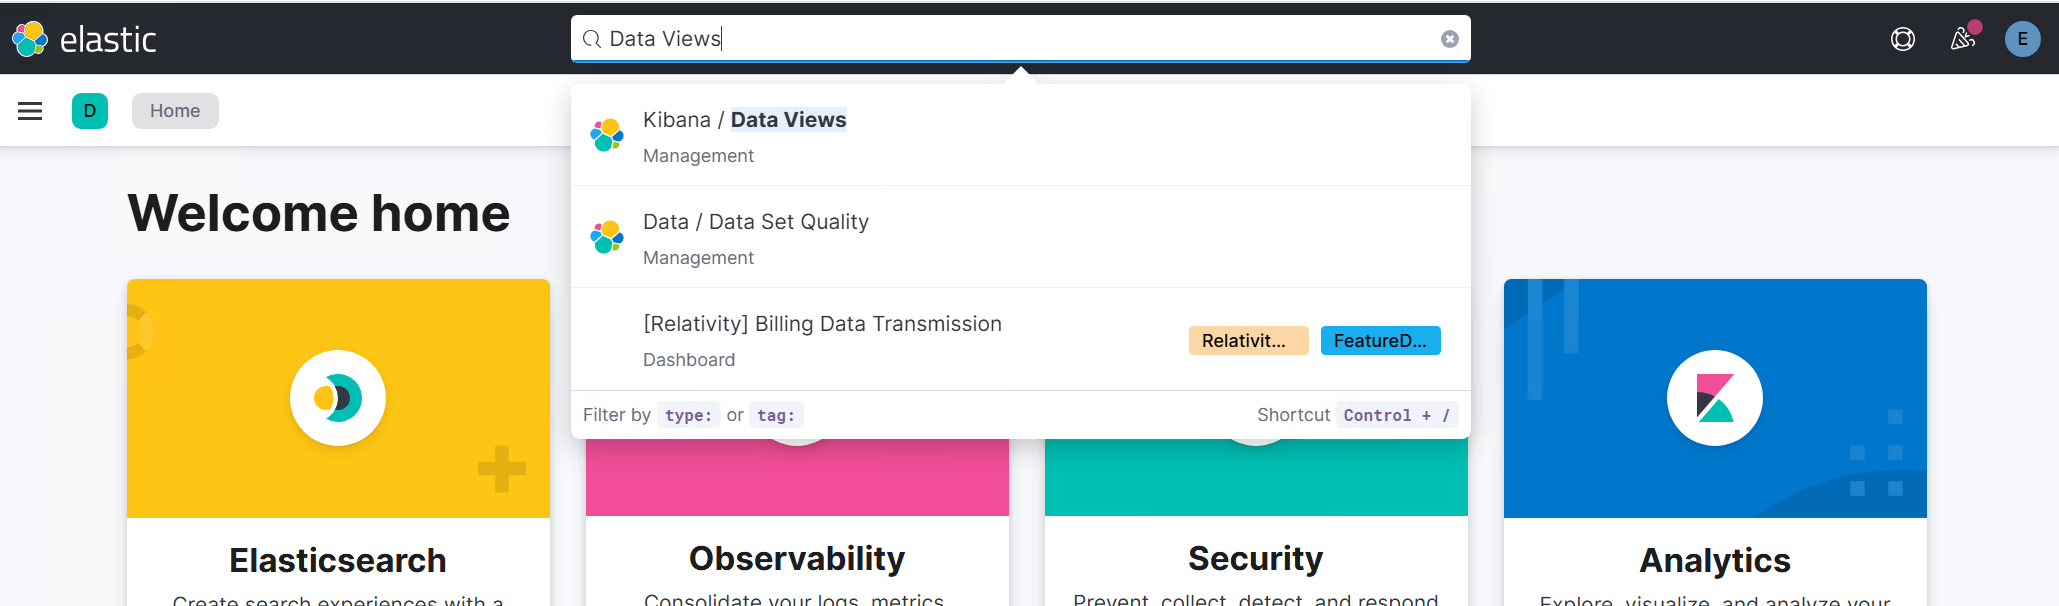 elastic
Data Views
E
D
Home
Kibana / Data Views
Management
Data / Data Set Quality
Management
[Relativity] Billing Data Transmission
Dashboard
Relativit...
FeatureD...
Filter by type: or tag:
Shortcut Control + /
Welcome home
Elasticsearch
Create search experiences with a
Observability
Consolidate your logs, metrics,
Security
Prevent, collect, detect, and respond
Analytics
Explore, visualize, and analyze your